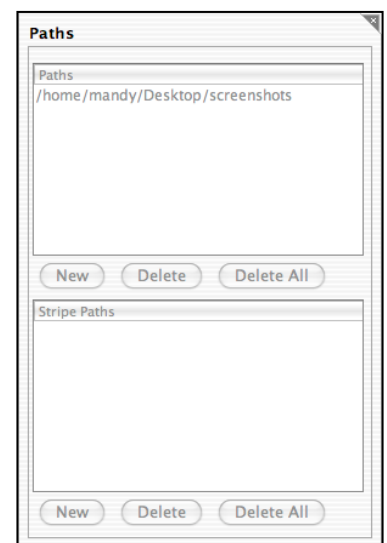 Paths
Paths
/home/mandy/Desktop/screenshots
New Delete Delete All
Stripe Paths
New Delete Delete All